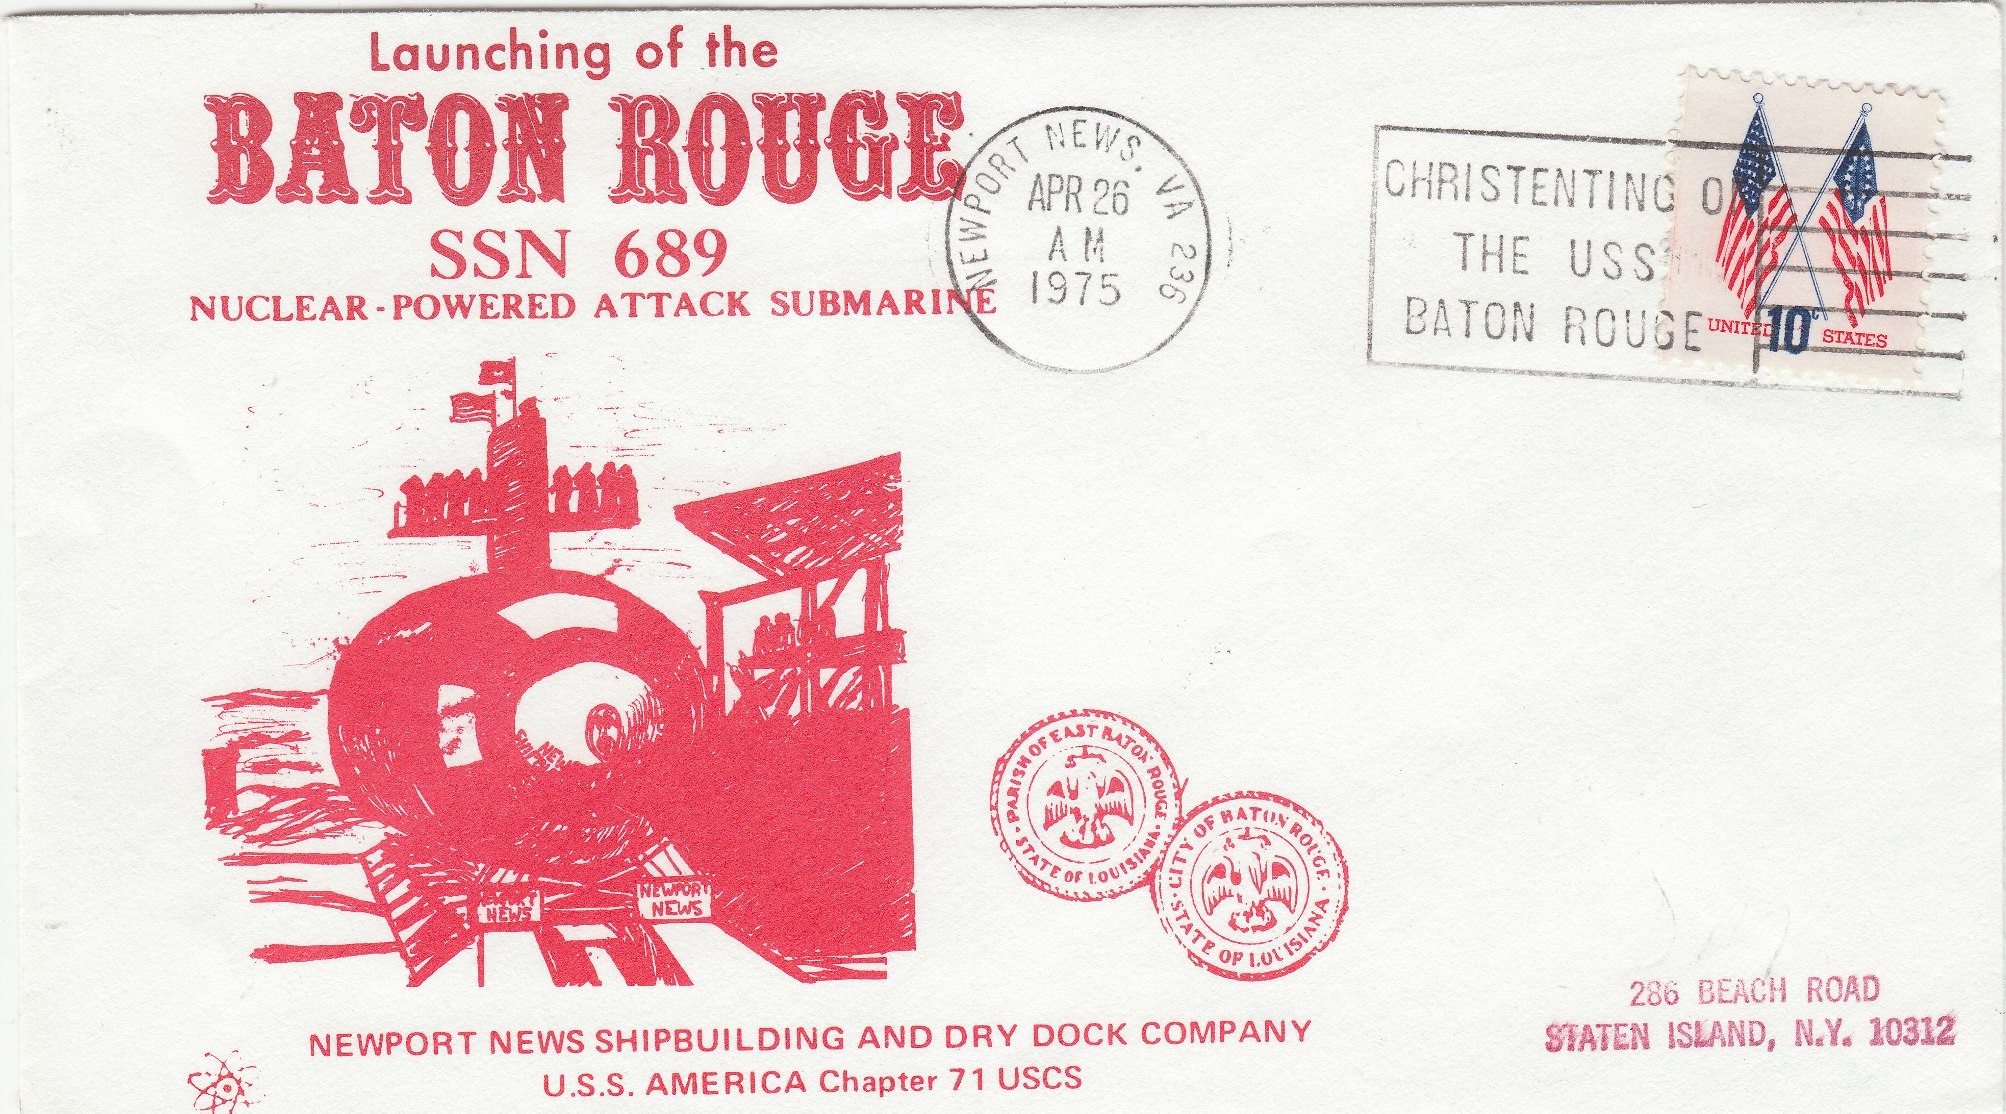 Launching of the
BATON ROUGE
SSN 689
NUCLEAR-POWERED ATTACK SUBMARINE
NEWPORT NEWS, VA 236
APR 26
AM
1975
CHRISTENTING OF
THE USS
BATON ROUGE
UNITED 10c STATES
NEW
NEWPORT
NEWS
NEWPORT
NEWS
PARISH OF EAST BATON ROUGE
STATE OF LOUISIANA
CITY OF BATON ROUGE
STATE OF LOUISIANA
286 BEACH ROAD
STATEN ISLAND, N.Y. 10312
NEWPORT NEWS SHIPBUILDING AND DRY DOCK COMPANY
U.S.S. AMERICA Chapter 71 USCS